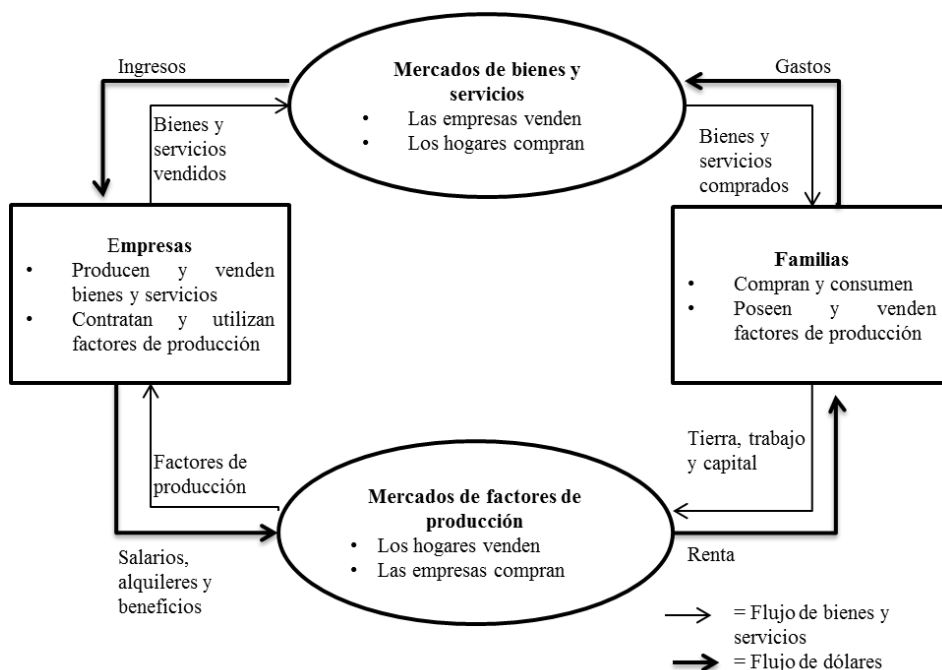 Ingresos
Mercados de bienes y
servicios
• Las empresas venden
• Los hogares compran
Gastos
Bienes y
servicios
vendidos
Bienes y
servicios
comprados
Empresas
• Producen y venden
bienes y servicios
• Contratan y utilizan
factores de producción
Familias
• Compran y consumen
• Poseen y venden
factores de producción
Factores de
producción
Tierra, trabajo
y capital
Mercados de factores de
producción
• Los hogares venden
• Las empresas compran
Salarios,
alquileres y
beneficios
Renta
= Flujo de bienes y
servicios
= Flujo de dólares